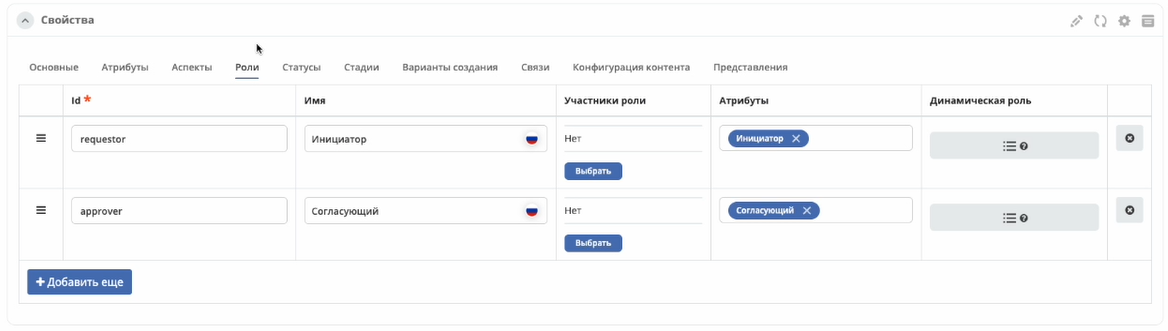 Свойства
Основные Атрибуты Аспекты Роли Статусы Стадии Варианты создания Связи Конфигурация контента Представления
Id * Имя Участники роли Атрибуты Динамическая роль
requestor Инициатор Нет Инициатор
Выбрать
approver Согласующий Нет Согласующий
Выбрать
+ Добавить еще